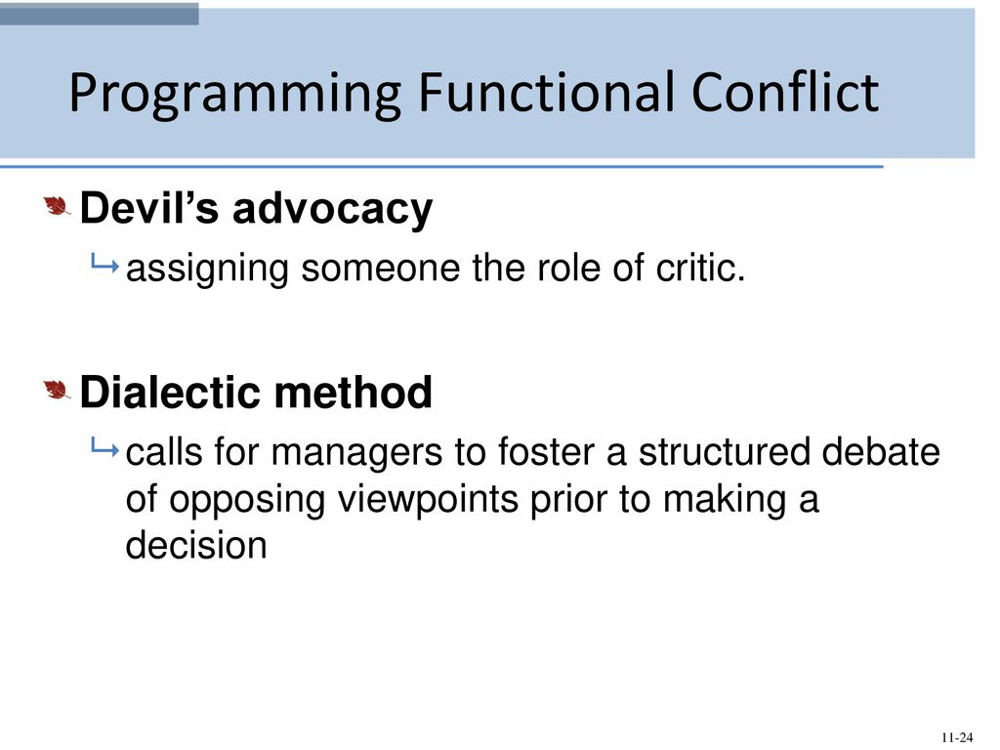 Programming Functional Conflict
Devil’s advocacy
assigning someone the role of critic.
Dialectic method
calls for managers to foster a structured debate
of opposing viewpoints prior to making a
decision
11-24